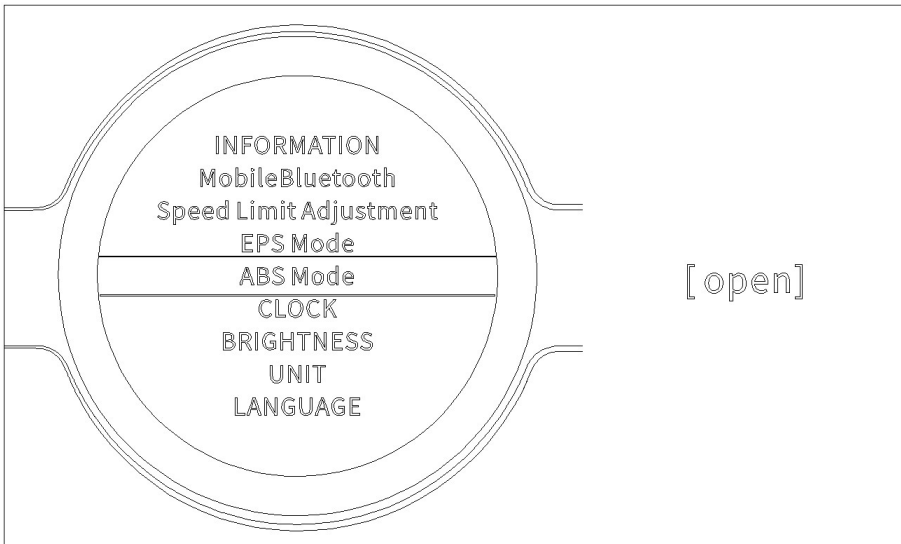 INFORMATION
MobileBluetooth
Speed Limit Adjustment
EPS Mode
ABS Mode
CLOCK
BRIGHTNESS
UNIT
LANGUAGE
[ open]